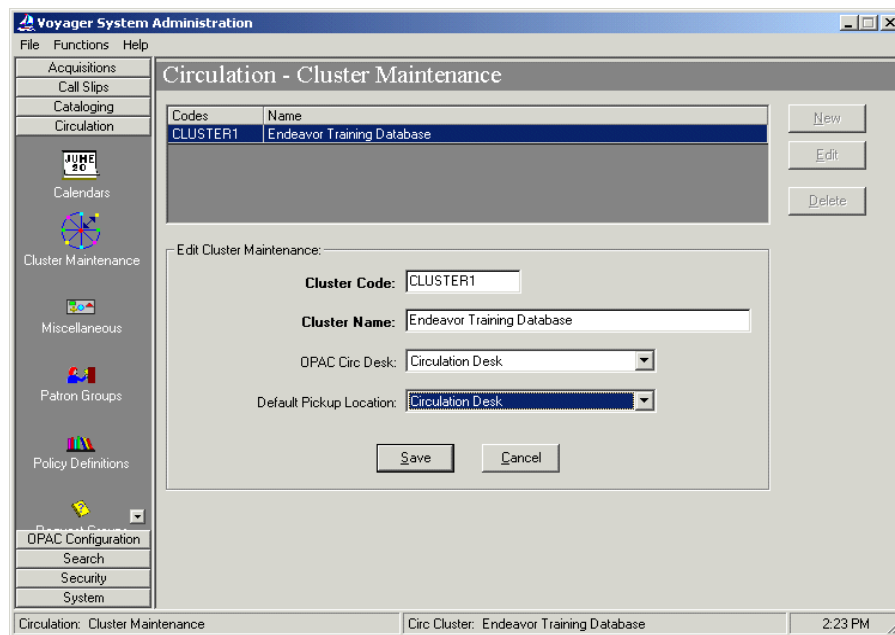 Voyager System Administration
File Functions Help
Acquisitions
Call Slips
Cataloging
Circulation
JUNE
20
Calendars
Cluster Maintenance
Miscellaneous
Patron Groups
Policy Definitions
OPAC Configuration
Search
Security
System
Circulation - Cluster Maintenance
Codes Name
CLUSTER1 Endeavor Training Database
New
Edit
Delete
Edit Cluster Maintenance:
Cluster Code: CLUSTER1
Cluster Name: Endeavor Training Database
OPAC Circ Desk: Circulation Desk
Default Pickup Location: Circulation Desk
Save Cancel
Circulation: Cluster Maintenance Circ Cluster: Endeavor Training Database 2:23 PM